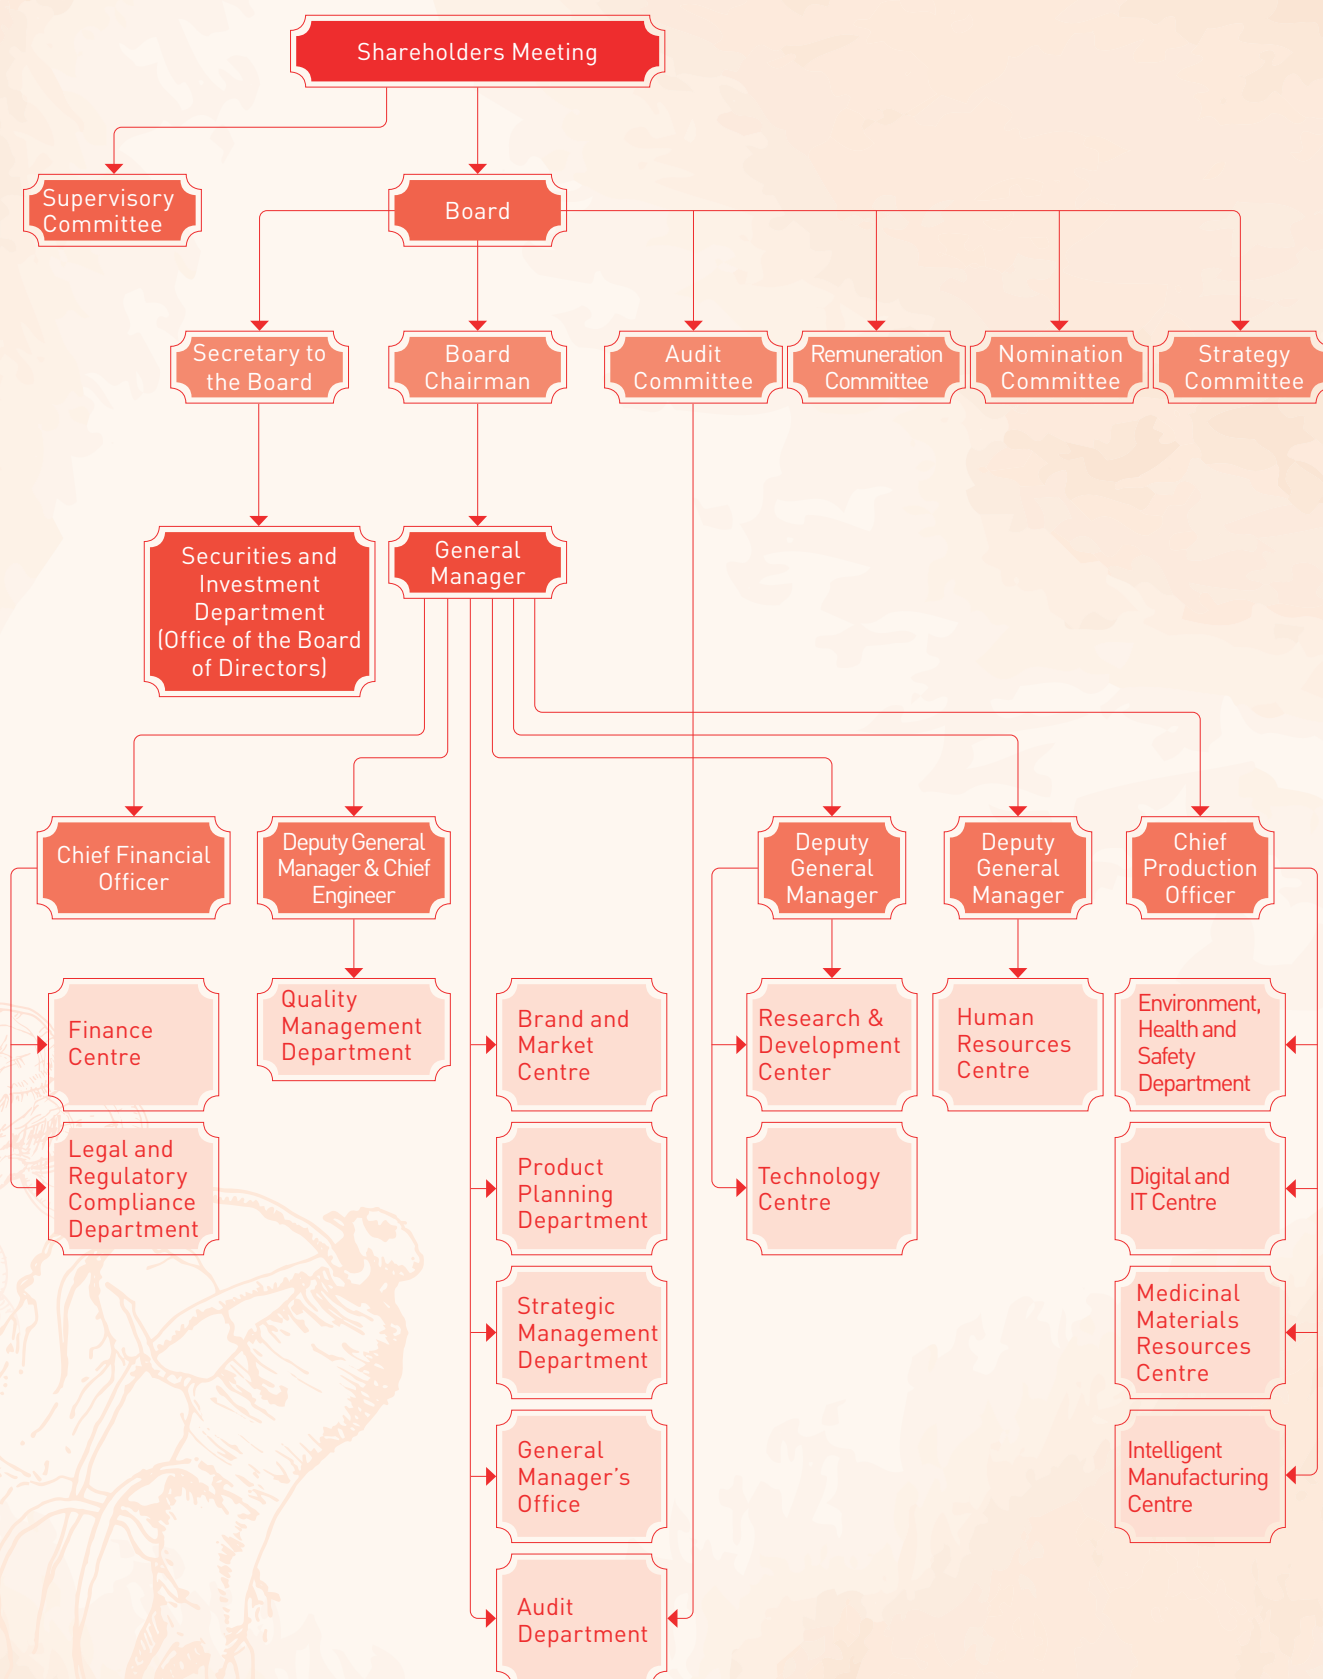 Shareholders Meeting
Supervisory
Committee
Board
Secretary to
the Board
Board
Chairman
Audit
Committee
Remuneration
Committee
Nomination
Committee
Strategy
Committee
Securities and
Investment
Department
(Office of the Board
of Directors)
General
Manager
Chief Financial
Officer
Deputy General
Manager & Chief
Engineer
Deputy
General
Manager
Deputy
General
Manager
Chief
Production
Officer
Finance
Centre
Quality
Management
Department
Brand and
Market
Centre
Research &
Development
Center
Human
Resources
Centre
Environment,
Health and
Safety
Department
Legal and
Regulatory
Compliance
Department
Product
Planning
Department
Technology
Centre
Digital and
IT Centre
Strategic
Management
Department
Medicinal
Materials
Resources
Centre
General
Manager's
Office
Intelligent
Manufacturing
Centre
Audit
Department